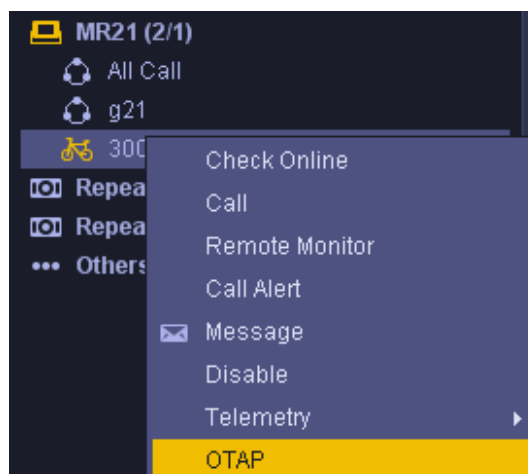 MR21 (2/1)
All Call
g21
300
Check Online
Repea
Call
Repea
Remote Monitor
Others
Call Alert
Message
Disable
Telemetry
OTAP